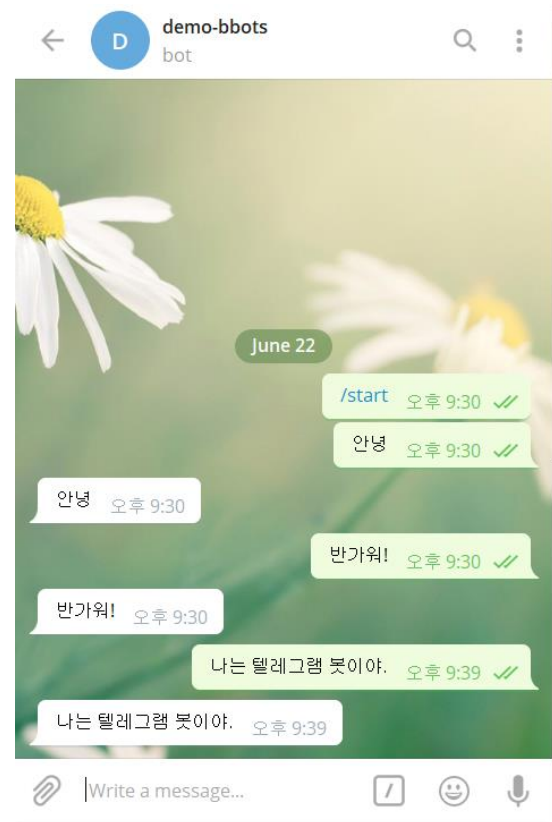 D
demo-bbots
bot
June 22
/start 오후 9:30
안녕 오후 9:30
안녕 오후 9:30
반가워! 오후 9:30
반가워! 오후 9:30
나는 텔레그램 봇이야. 오후 9:39
나는 텔레그램 봇이야. 오후 9:39
Write a message...
/